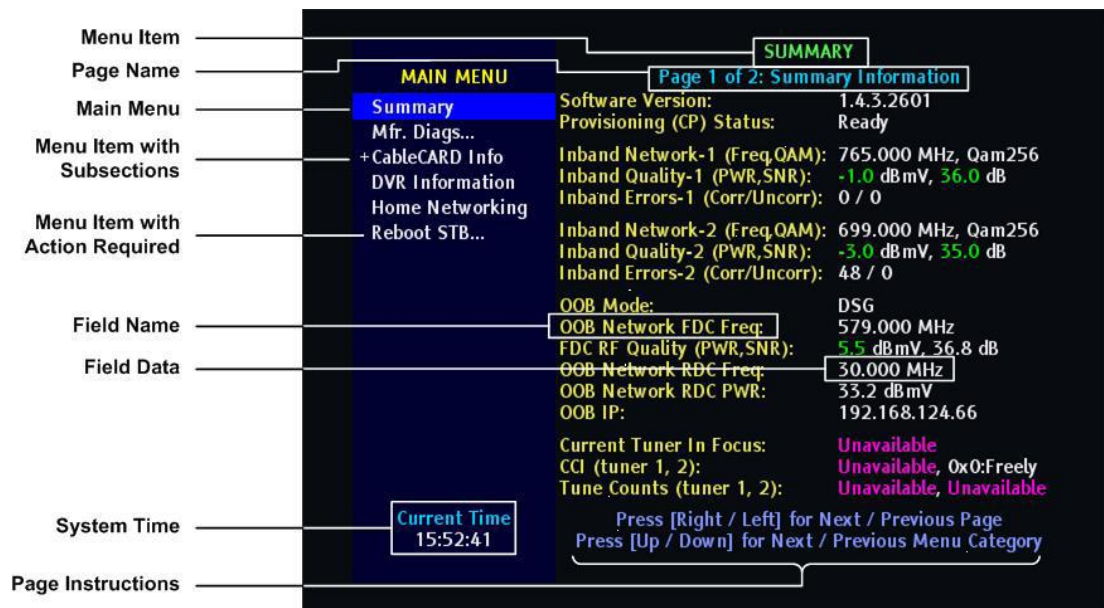 Menu Item
Page Name
Main Menu
Menu Item with
Subsections
Menu Item with
Action Required
Field Name
Field Data
System Time
Page Instructions
MAIN MENU
Summary
Mfr. Diags...
+CableCARD Info
DVR Information
Home Networking
Reboot STB...
Current Time
15:52:41
SUMMARY
Page 1 of 2: Summary Information
Software Version: 1.4.3.2601
Provisioning (CP) Status: Ready
Inband Network-1 (Freq,QAM): 765.000 MHz, Qam256
Inband Quality-1 (PWR,SNR): -1.0 dBmV, 36.0 dB
Inband Errors-1 (Corr/Uncorr): 0 / 0
Inband Network-2 (Freq,QAM): 699.000 MHz, Qam256
Inband Quality-2 (PWR,SNR): -3.0 dBmV, 35.0 dB
Inband Errors-2 (Corr/Uncorr): 48 / 0
OOB Mode: DSG
OOB Network FDC Freq: 579.000 MHz
FDC RF Quality (PWR,SNR): 5.5 dBmV, 36.8 dB
OOB Network RDC Freq: 30.000 MHz
OOB Network RDC PWR: 33.2 dBmV
OOB IP: 192.168.124.66
Current Tuner In Focus: Unavailable
CCI (tuner 1, 2): Unavailable, 0x0:Freely
Tune Counts (tuner 1, 2): Unavailable, Unavailable
Press [Right / Left] for Next / Previous Page
Press [Up / Down] for Next / Previous Menu Category